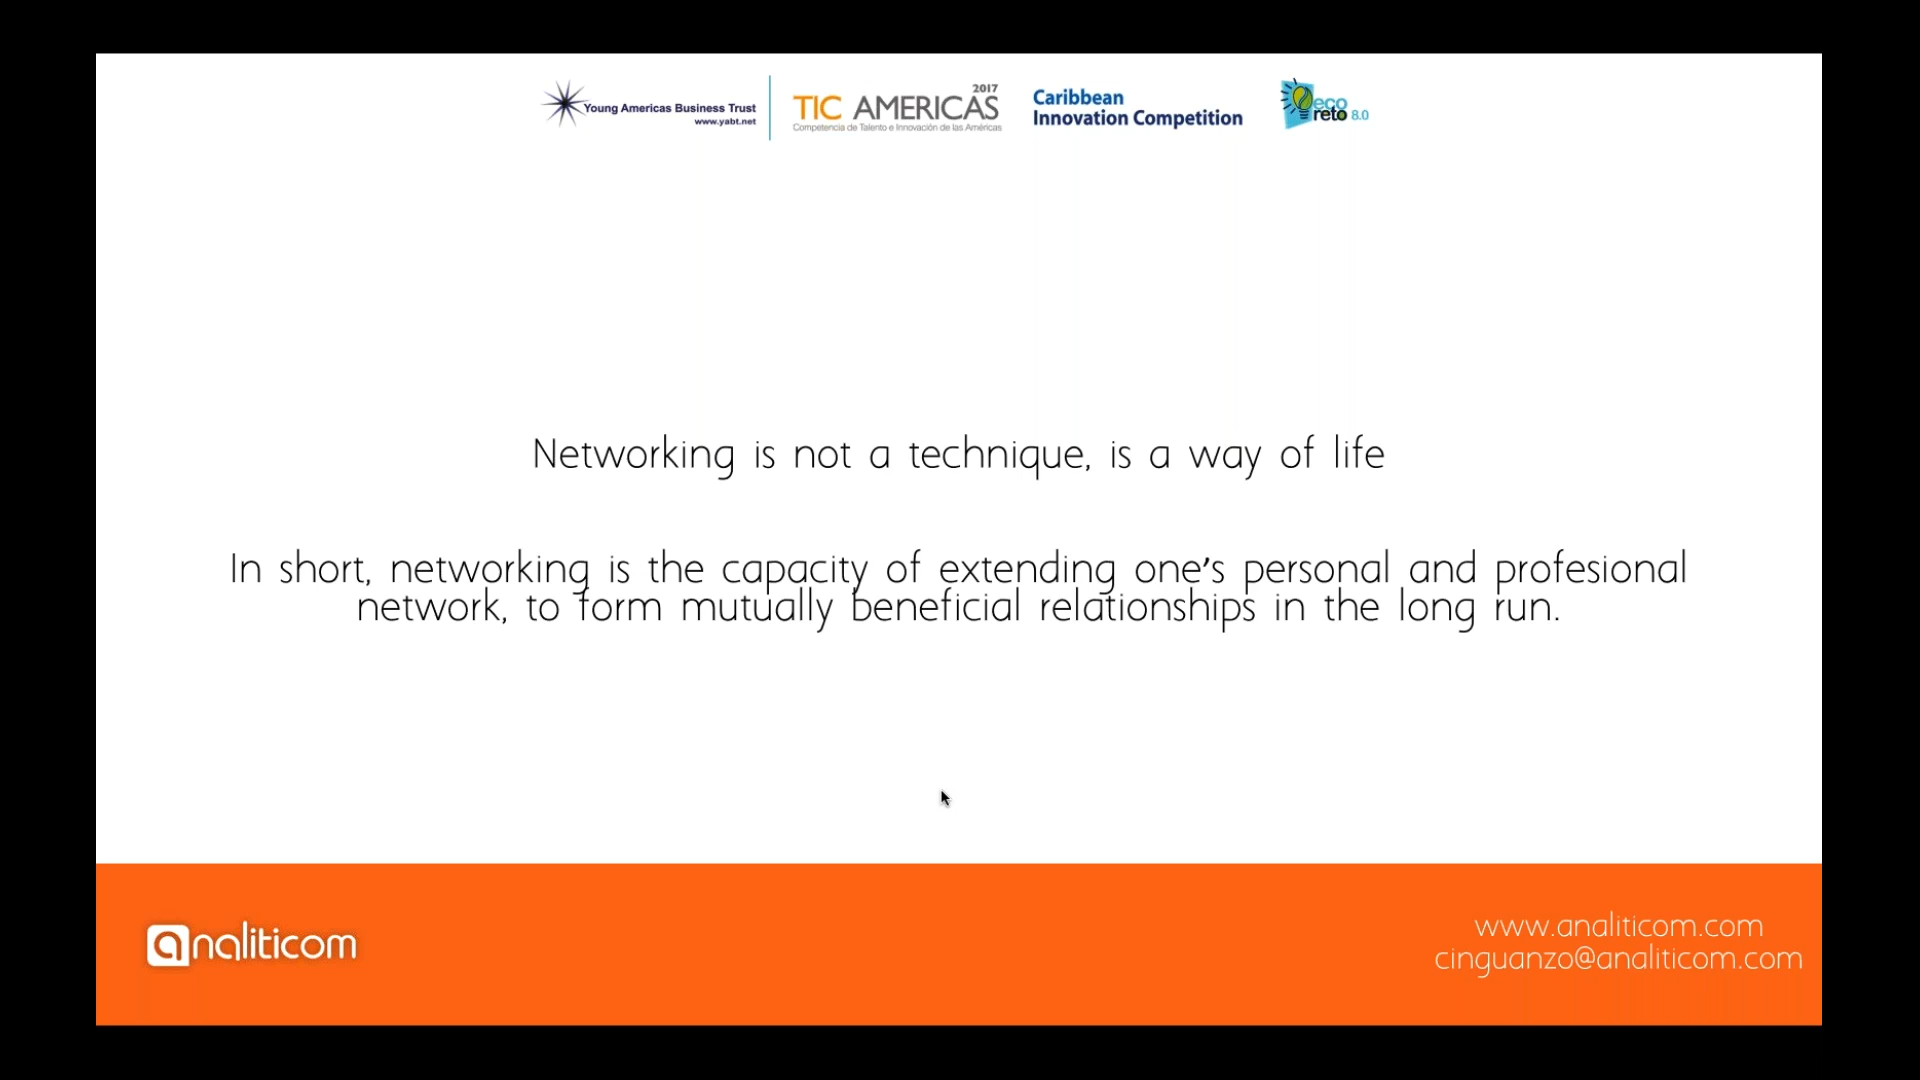 Young Americas Business Trust
www.yabt.net
2017
TIC AMERICAS
Competencia de Talento e Innovación de las Américas
Caribbean
Innovation Competition
eco
reto 8.0
Networking is not a technique, is a way of life
In short, networking is the capacity of extending one's personal and profesional
network, to form mutually beneficial relationships in the long run.
analiticom
www.analiticom.com
cinguanzo@analiticom.com